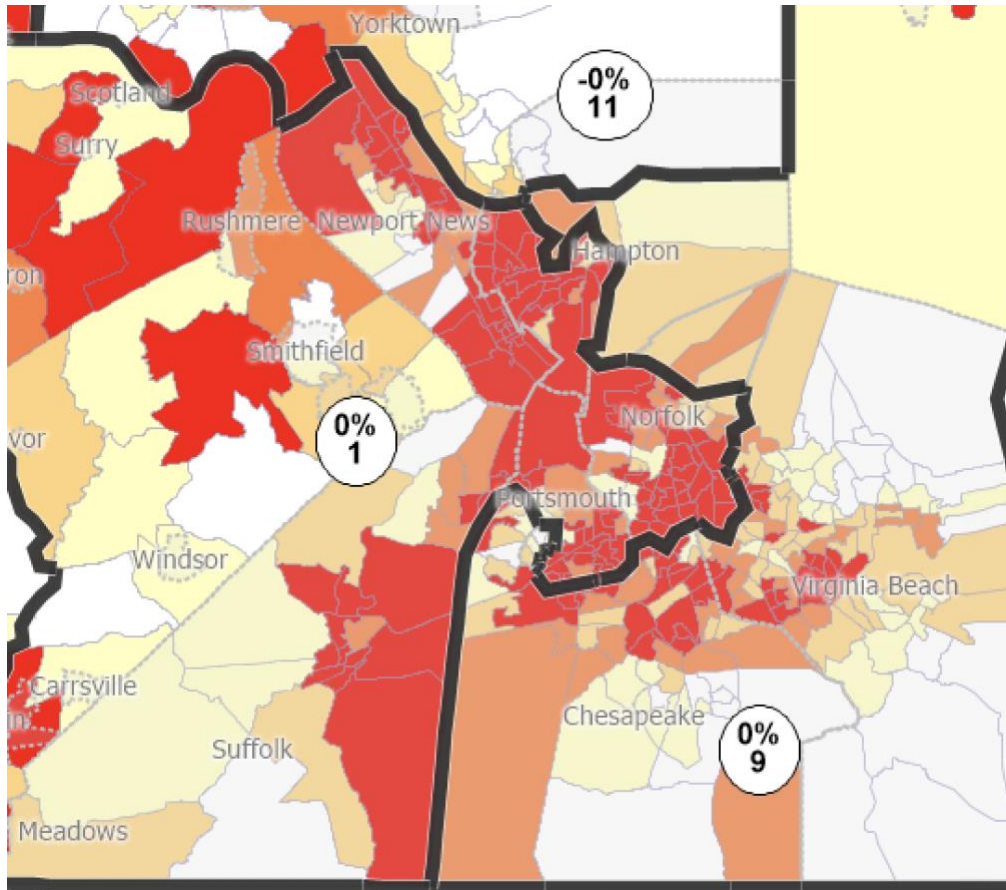 Yorktown
-0%
11
Scotland
Surry
Rushmere
Newport News
Hampton
ron
Smithfield
Norfolk
0%
1
vor
Portsmouth
Windsor
Virginia Beach
Carrsville
in
Chesapeake
Suffolk
0%
9
Meadows